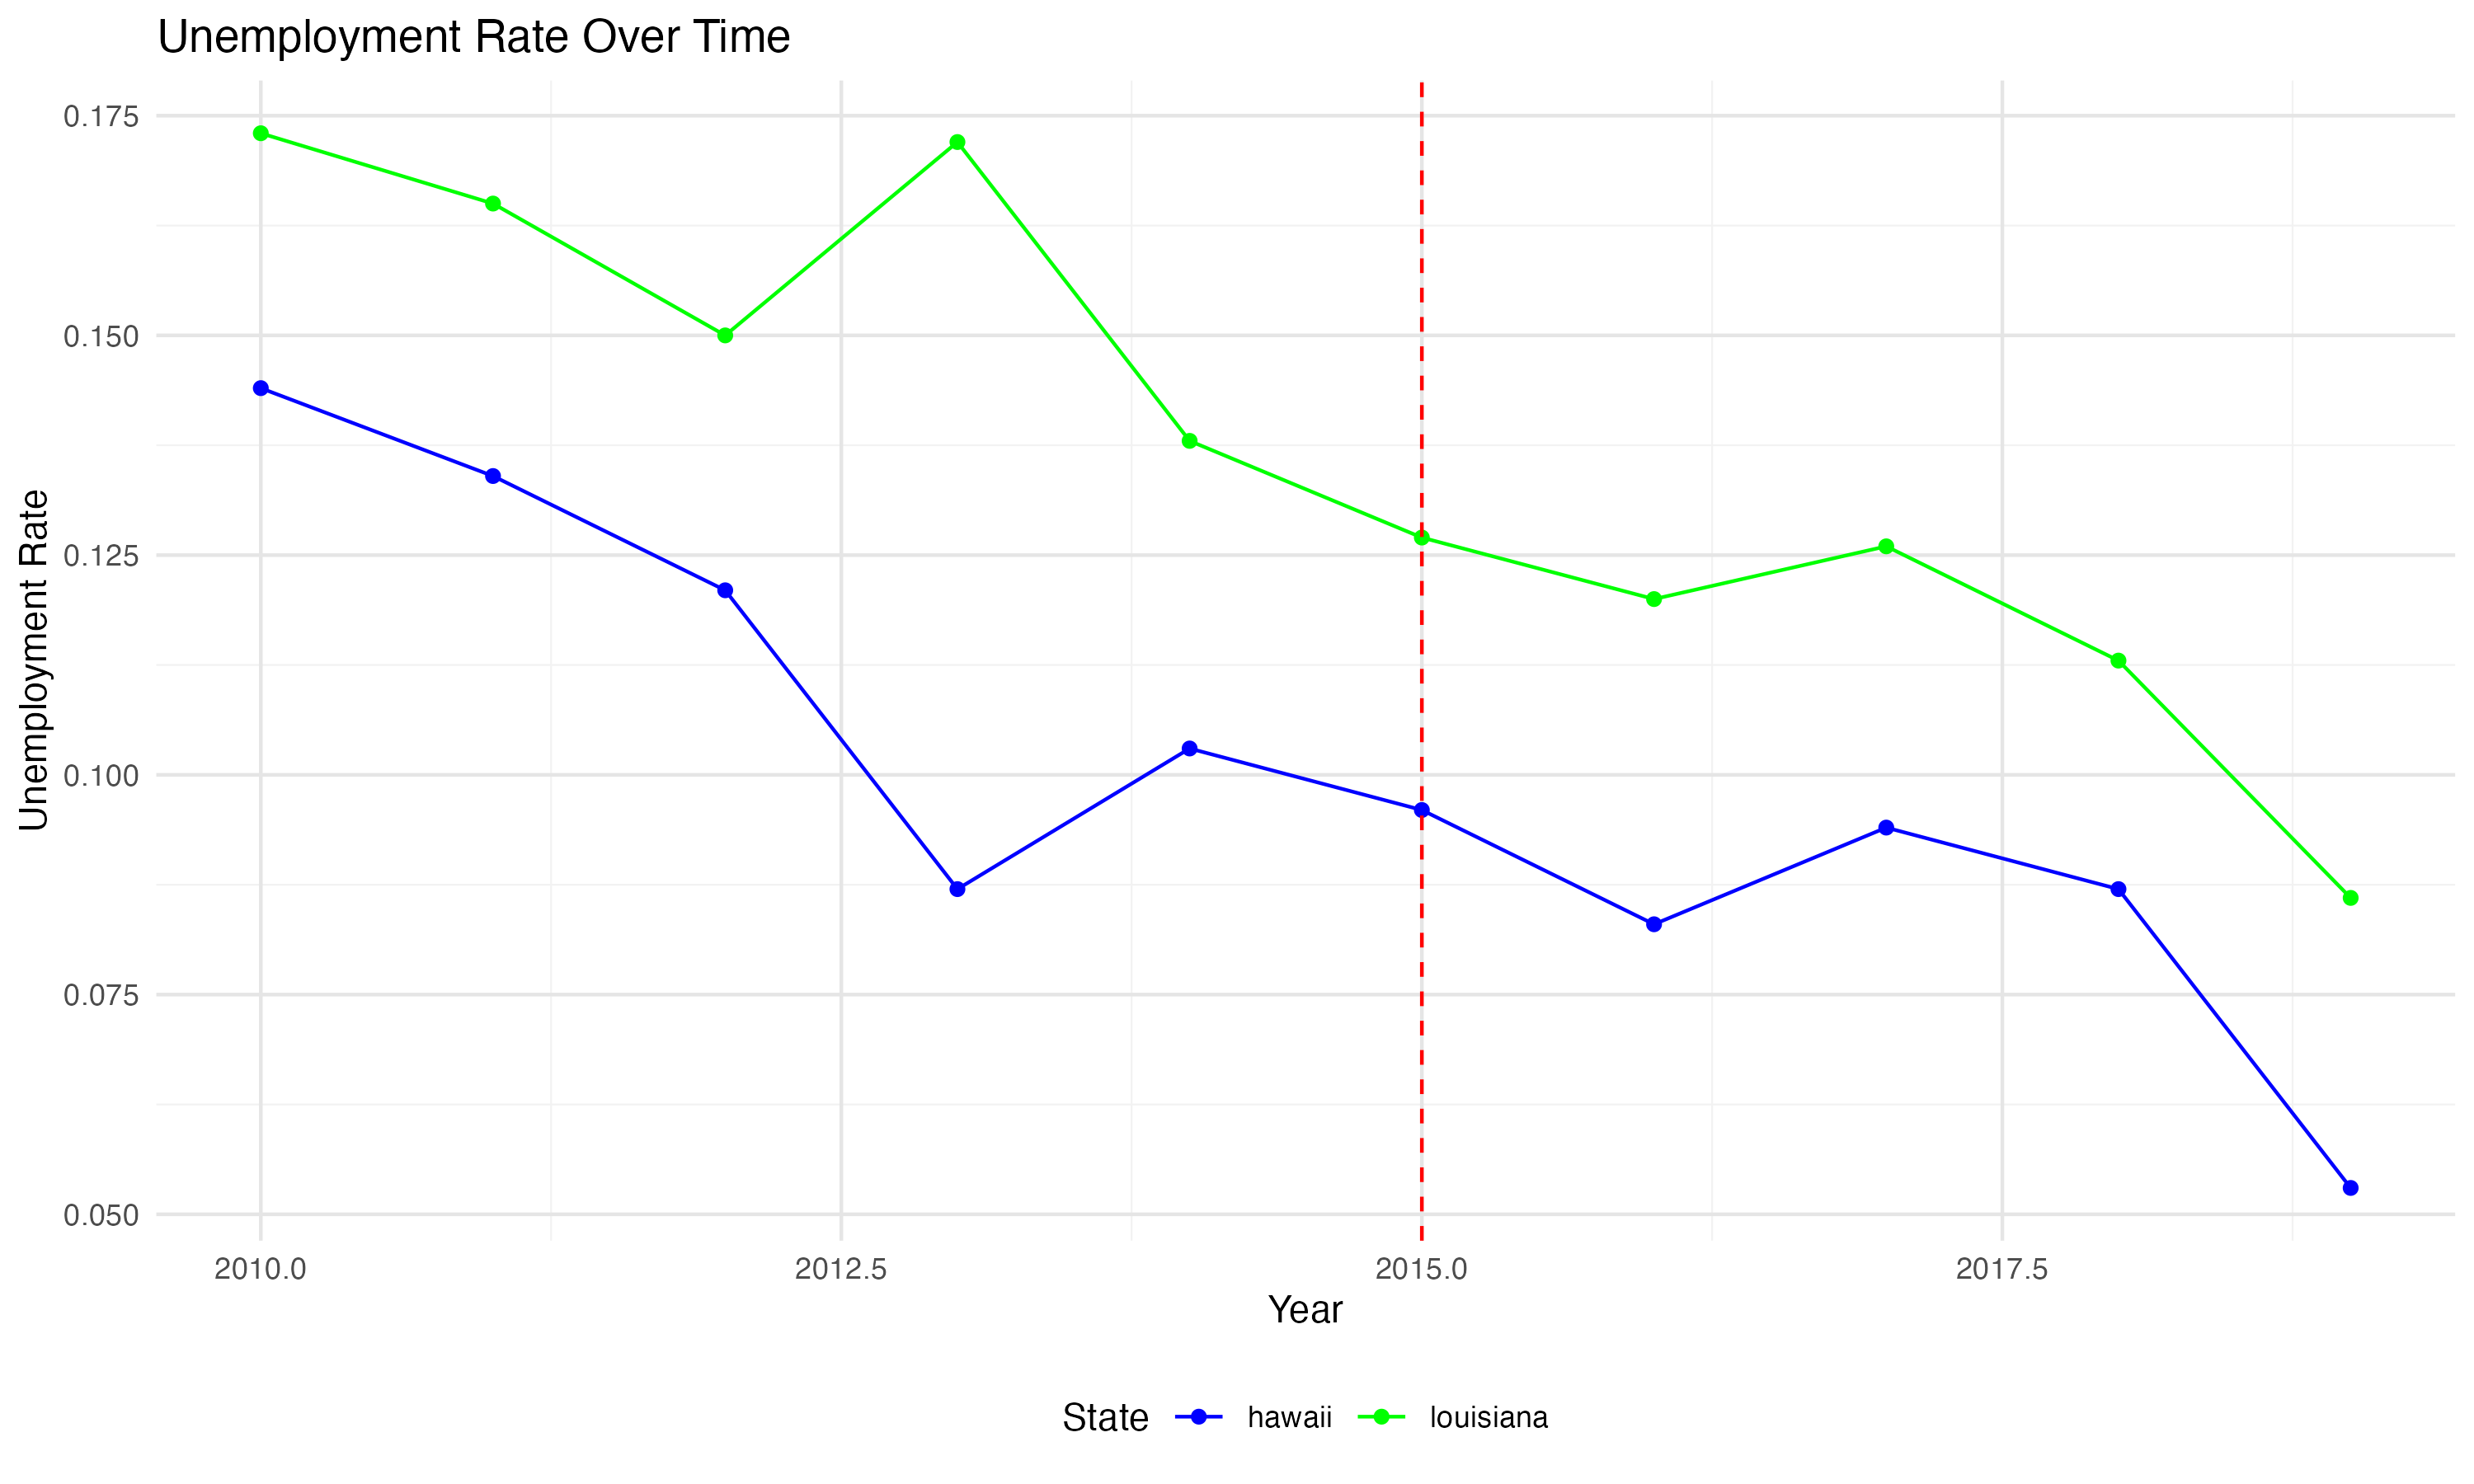 Unemployment Rate Over Time
Unemployment Rate
0.175
0.150
0.125
0.100
0.075
0.050
2010.0 2012.5 2015.0 2017.5
Year
State hawaii louisiana